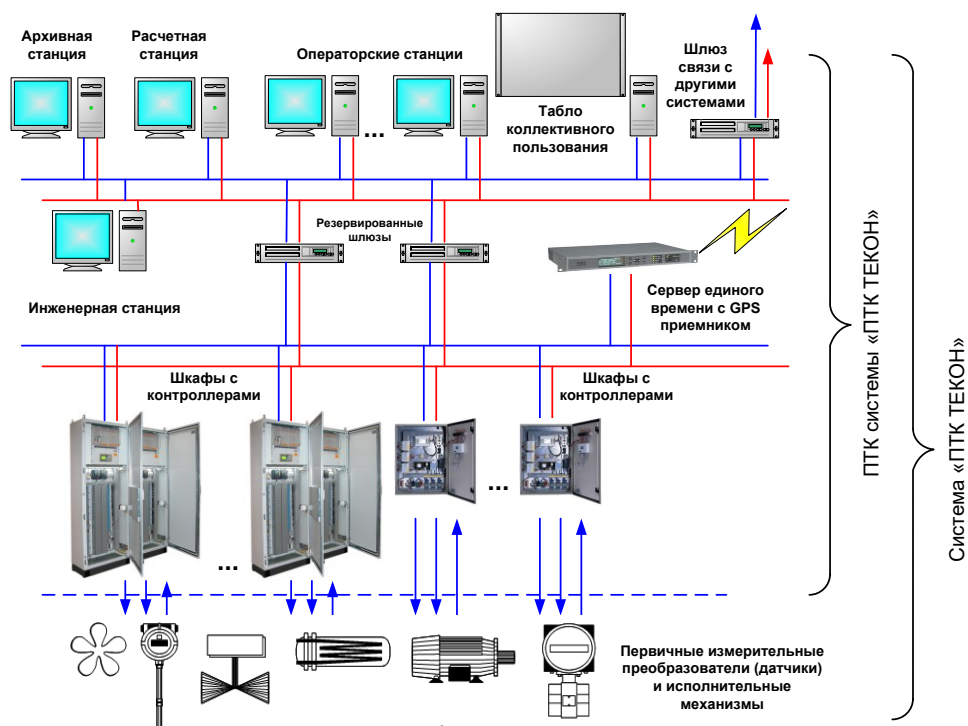 Архивная
станция
Расчетная
станция
Операторские станции
Шлюз
связи с
другими
системами
Табло
коллективного
пользования
...
Резервированные
шлюзы
Инженерная станция
Сервер единого
времени с GPS
приемником
Шкафы с
контроллерами
Шкафы с
контроллерами
...
...
Первичные измерительные
преобразователи (датчики)
и исполнительные
механизмы
ПТК системы «ПТК ТЕКОН»
Система «ПТК ТЕКОН»